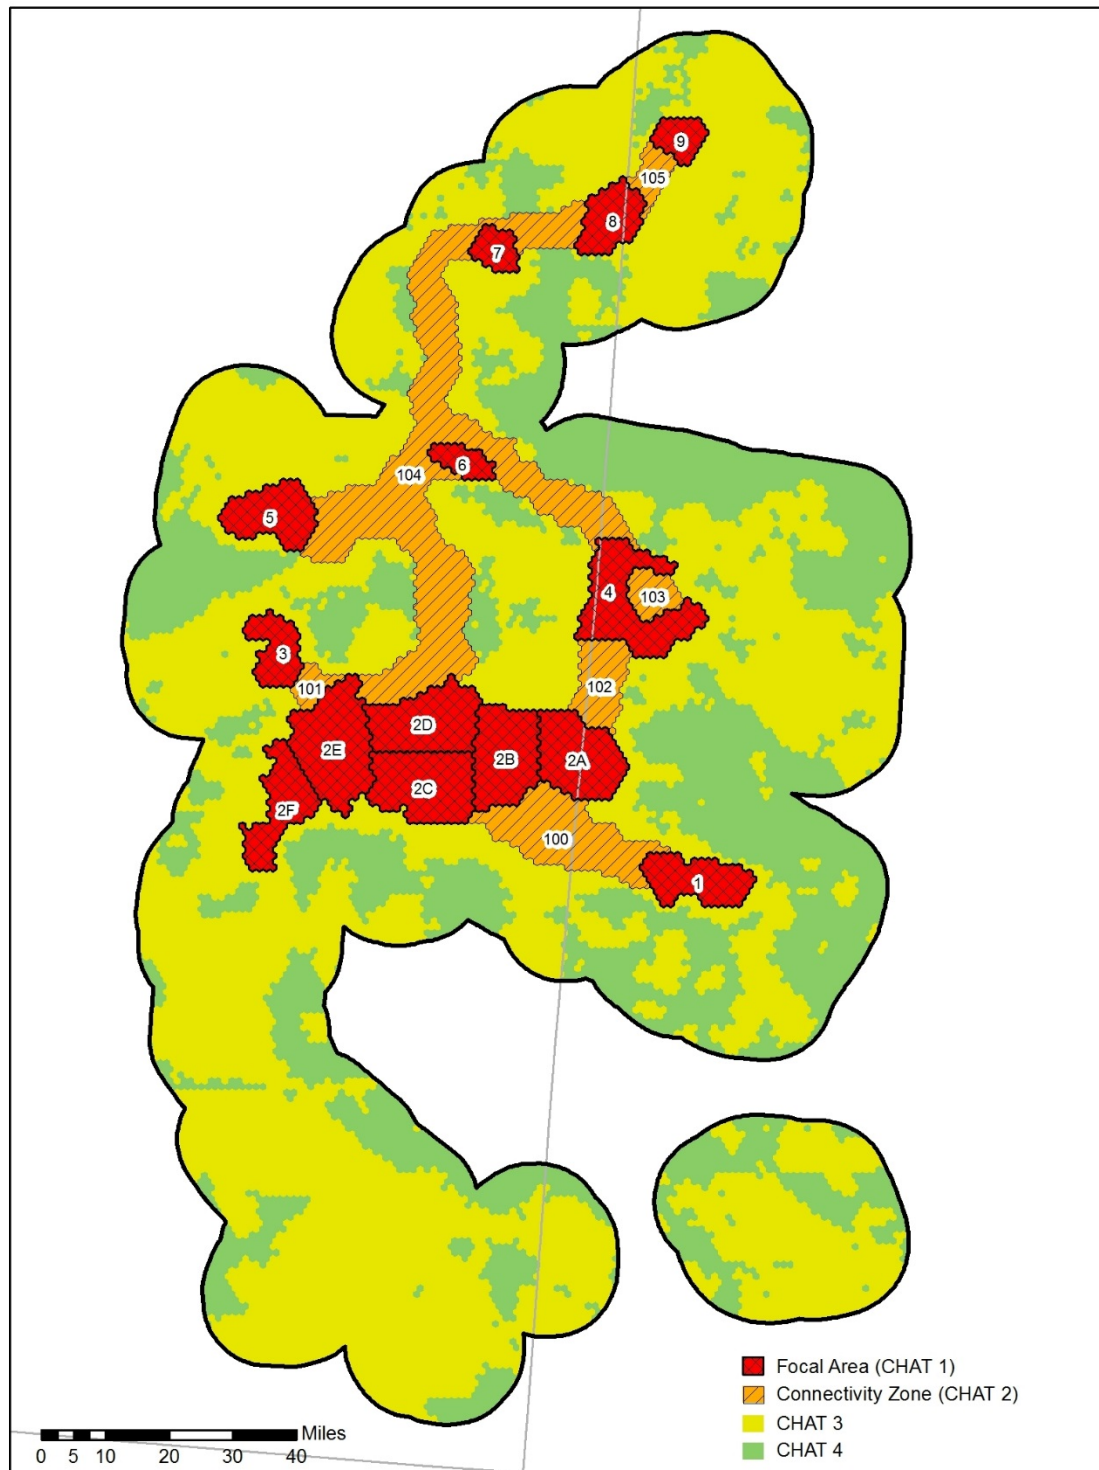 9
105
8
7
6
104
5
4
103
3
101
102
2D
2E
2B
2A
2C
2F
100
1
Focal Area (CHAT 1)
Connectivity Zone (CHAT 2)
CHAT 3
CHAT 4
Miles
0 5 10 20 30 40